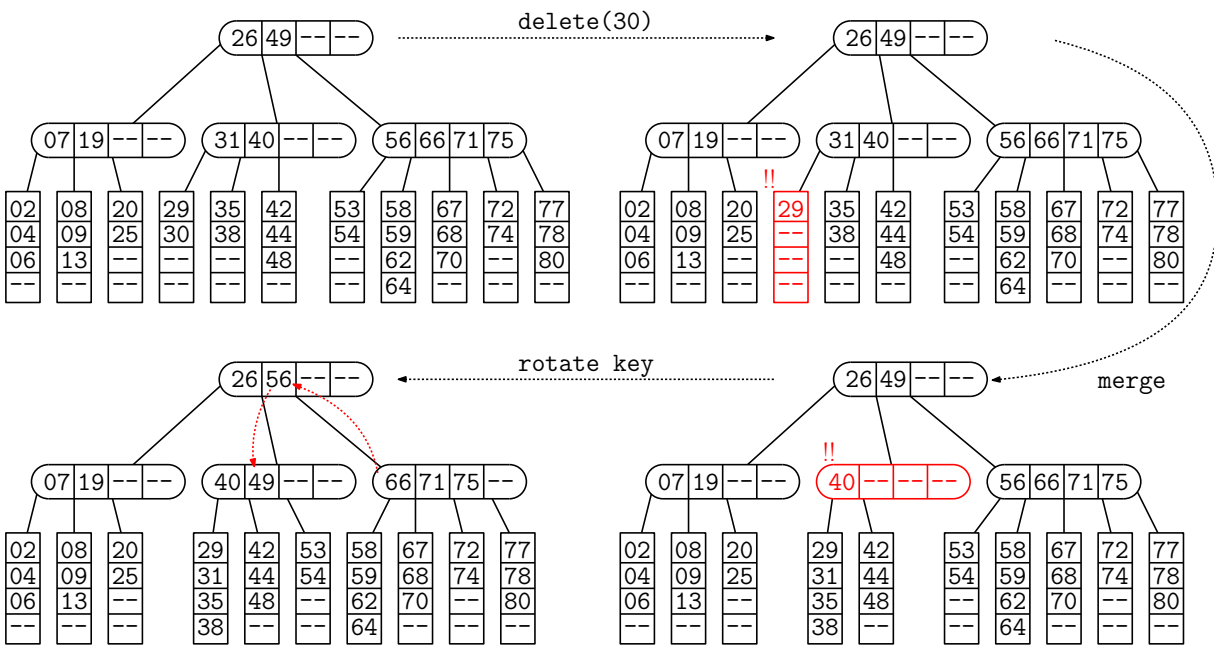 delete(30)
26 49 -- -- 26 49 -- --
07 19 -- -- 31 40 -- -- 56 66 71 75 07 19 -- -- 31 40 -- -- 56 66 71 75
!!
02 08 20 29 35 42 53 58 67 72 77 02 08 20 29 35 42 53 58 67 72 77
04 09 25 30 38 44 54 59 68 74 78 04 09 25 -- 38 44 54 59 68 74 78
06 13 -- -- -- 48 -- 62 70 -- 80 06 13 -- -- -- 48 -- 62 70 -- 80
-- -- -- -- -- -- -- 64 -- -- -- -- -- -- -- -- -- -- 64 -- -- --
rotate key
26 56 -- -- 26 49 -- --
merge
!!
07 19 -- -- 40 49 -- -- 66 71 75 -- 07 19 -- -- 40 -- -- -- 56 66 71 75
02 08 20 29 42 53 58 67 72 77 02 08 20 29 42 53 58 67 72 77
04 09 25 31 44 54 59 68 74 78 04 09 25 31 44 54 59 68 74 78
06 13 -- 35 48 -- 62 70 -- 80 06 13 -- 35 48 -- 62 70 -- 80
-- -- -- 38 -- -- 64 -- -- -- -- -- -- 38 -- -- 64 -- -- --